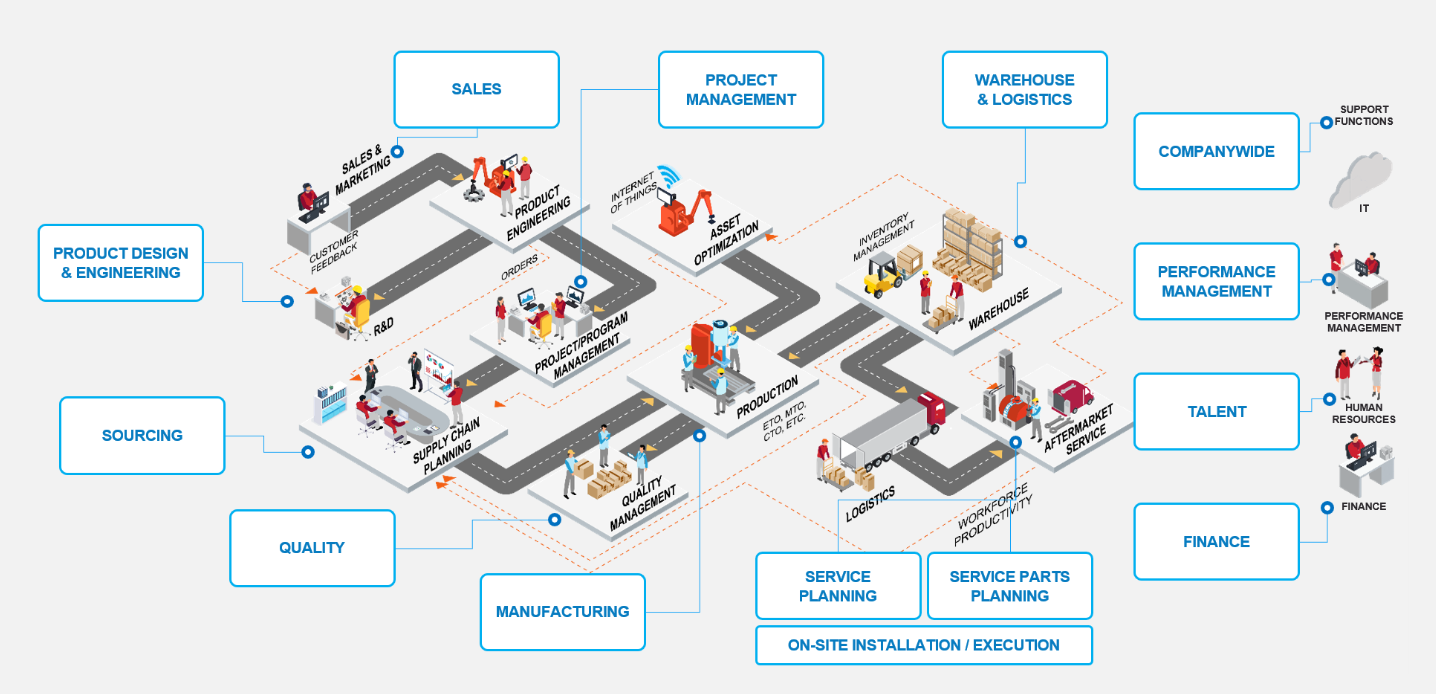 SALES
PROJECT
MANAGEMENT
WAREHOUSE
& LOGISTICS
COMPANYWIDE
SUPPORT
FUNCTIONS
IT
SALES &
MARKETING
PRODUCT
ENGINEERING
INTERNET
OF THINGS
ASSET
OPTIMIZATION
INVENTORY
MANAGEMENT
WAREHOUSE
PRODUCT DESIGN
& ENGINEERING
CUSTOMER
FEEDBACK
R&D
ORDERS
PROJECT/PROGRAM
MANAGEMENT
PERFORMANCE
MANAGEMENT
PERFORMANCE
MANAGEMENT
SOURCING
SUPPLY CHAIN
PLANNING
PRODUCTION
ETO, MTO,
CTO, ETC.
AFTERMARKET
SERVICE
TALENT
HUMAN
RESOURCES
QUALITY
QUALITY
MANAGEMENT
LOGISTICS
WORKFORCE
PRODUCTIVITY
FINANCE
FINANCE
MANUFACTURING
SERVICE
PLANNING
SERVICE PARTS
PLANNING
ON-SITE INSTALLATION / EXECUTION